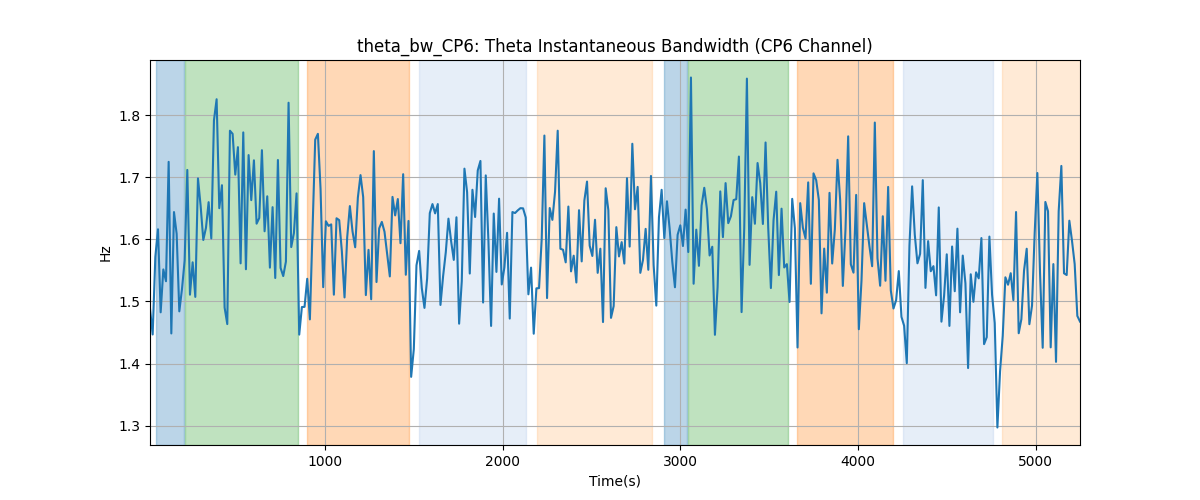 theta_bw_CP6: Theta Instantaneous Bandwidth (CP6 Channel)
Hz
1.8
1.7
1.6
1.5
1.4
1.3
1000 2000 3000 4000 5000
Time(s)